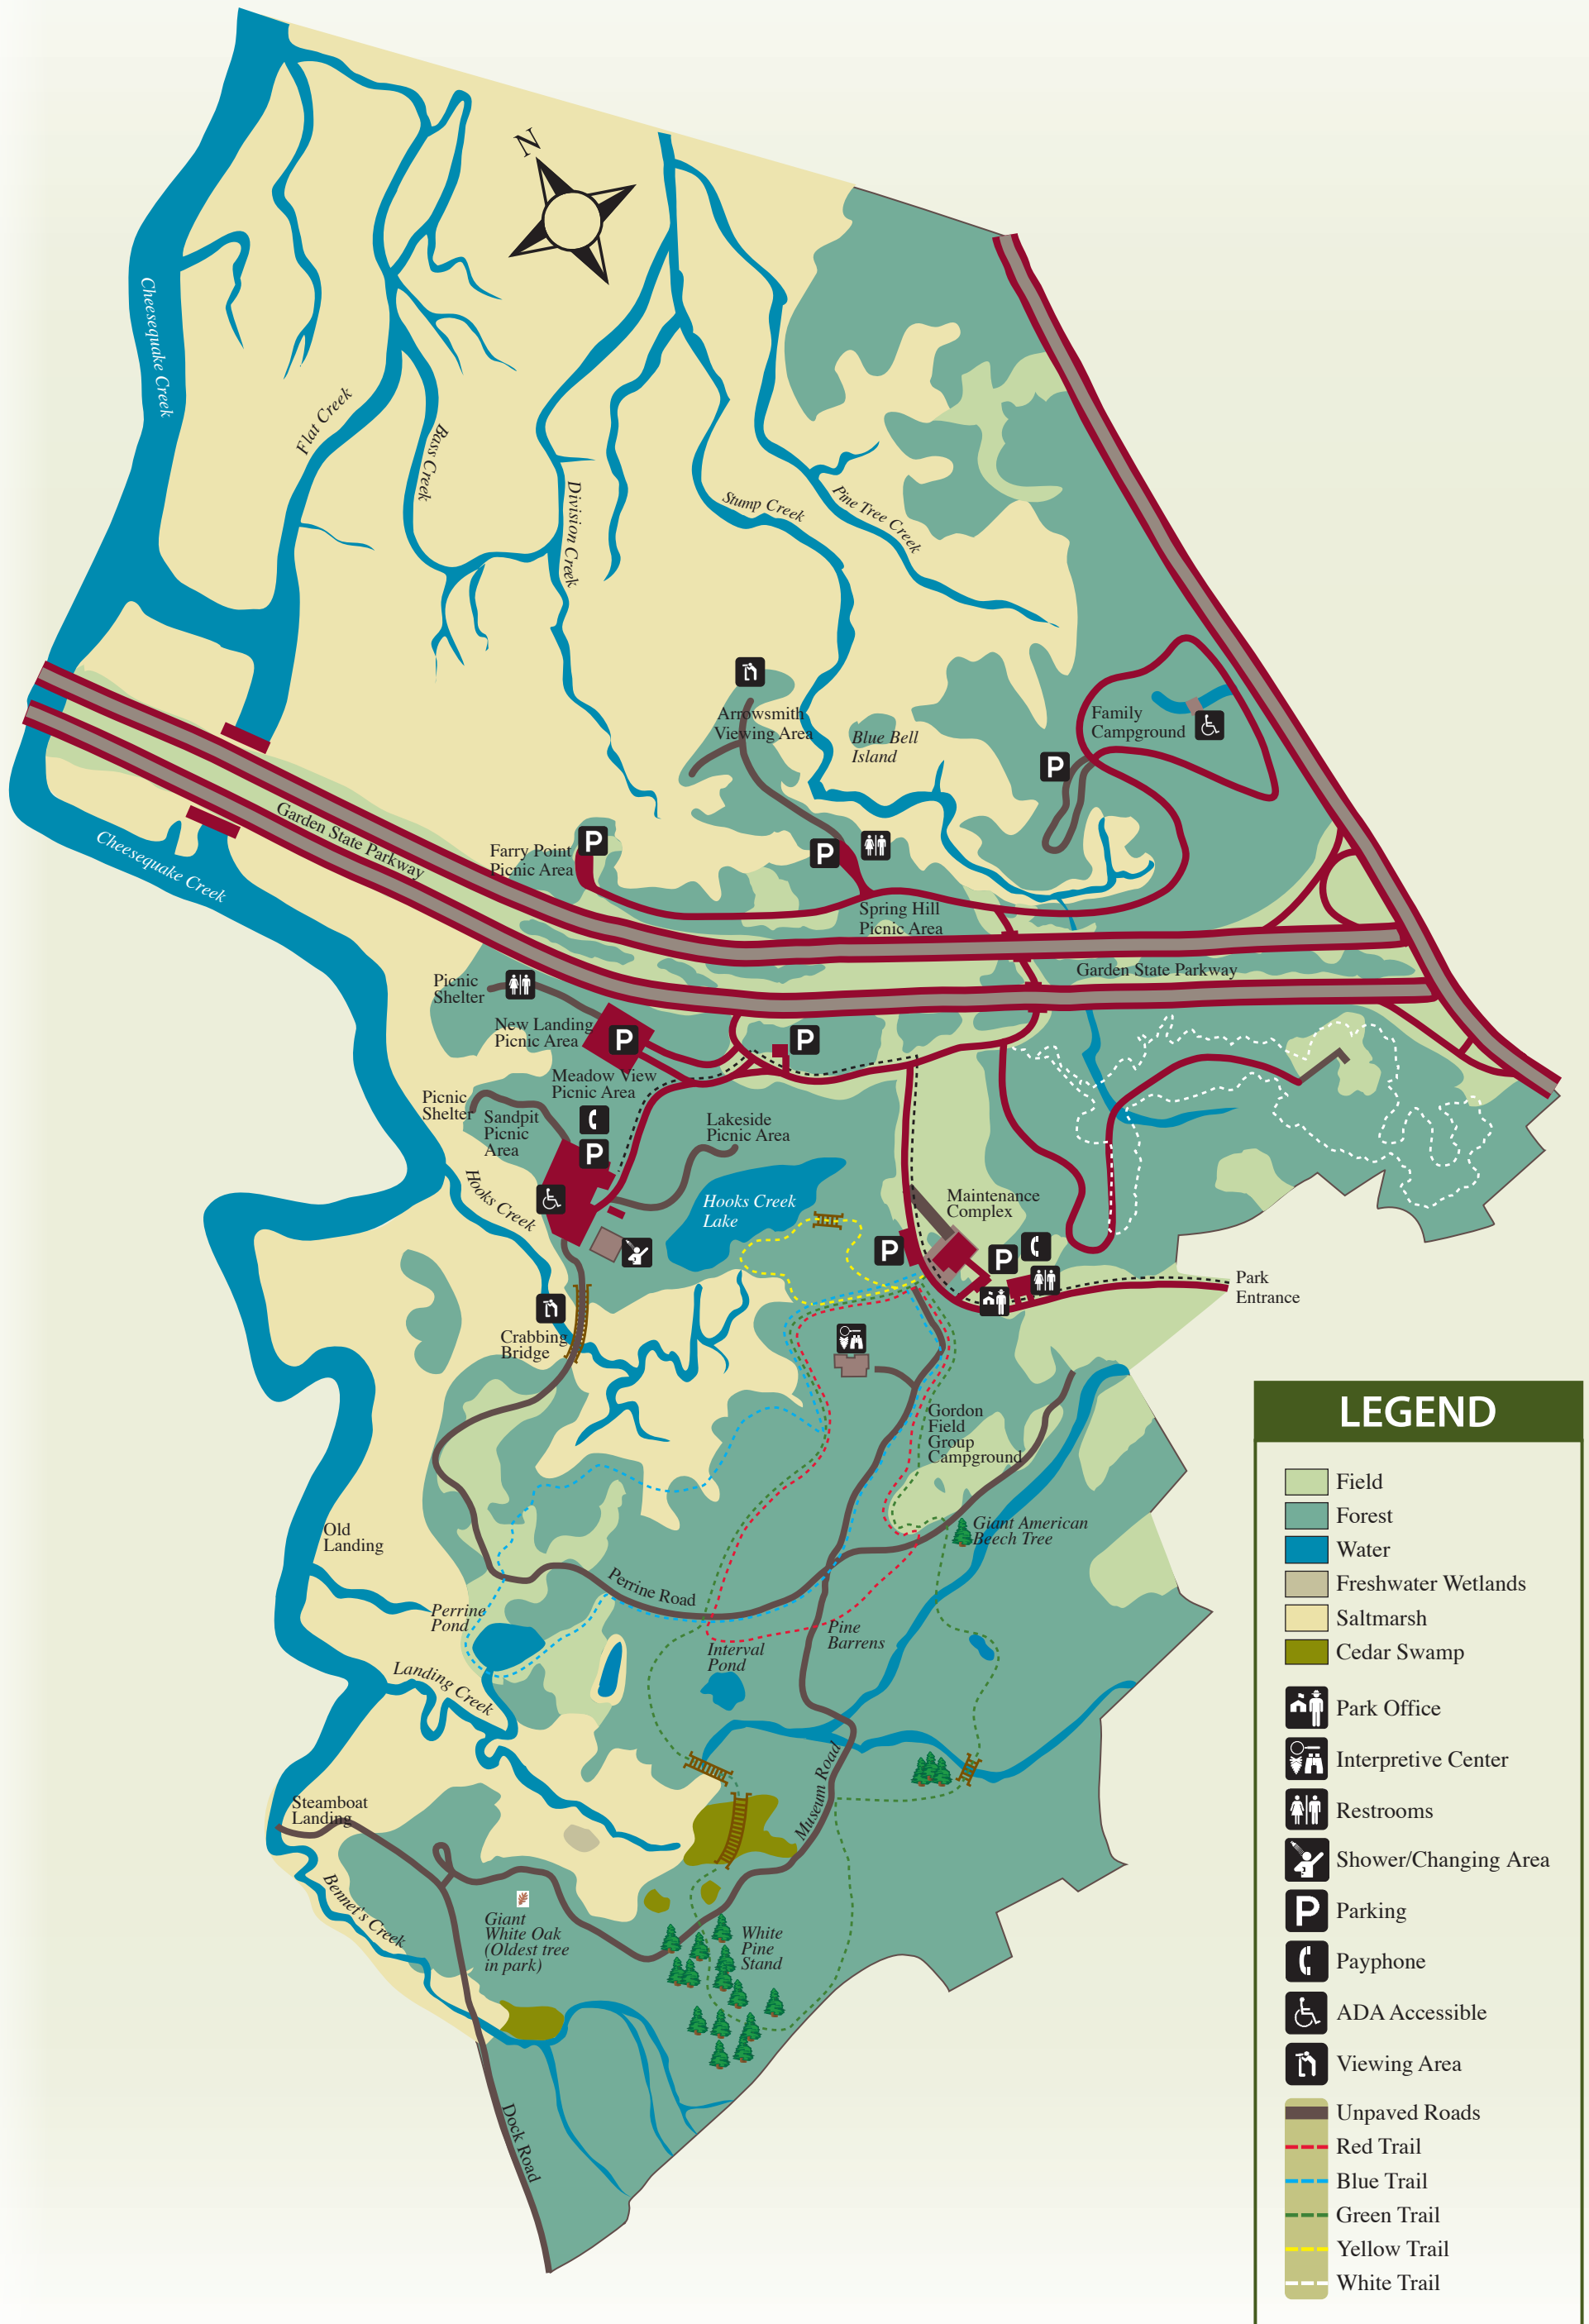 N
Cheesequake Creek
Flat Creek
Bass Creek
Division Creek
Stump Creek
Pine Tree Creek
Arrowsmith
Viewing Area
Blue Bell
Island
Family
Campground
P
Garden State Parkway
Cheesequake Creek
Farry Point
Picnic Area
P
P
Spring Hill
Picnic Area
Garden State Parkway
Picnic
Shelter
New Landing
Picnic Area
P
P
Meadow View
Picnic Area
Picnic
Shelter
Sandpit
Picnic
Area
P
Lakeside
Picnic Area
Hooks Creek
Hooks Creek
Lake
Maintenance
Complex
P
P
Park
Entrance
Crabbing
Bridge
Gordon
Field
Group
Campground
Giant American
Beech Tree
Old
Landing
Perrine Road
Perrine
Pond
Pine
Barrens
Interval
Pond
Landing Creek
Museum Road
Steamboat
Landing
Bennet's Creek
Giant
White Oak
(Oldest tree
in park)
White
Pine
Stand
Dock Road
LEGEND
Field
Forest
Water
Freshwater Wetlands
Saltmarsh
Cedar Swamp
Park Office
Interpretive Center
Restrooms
Shower/Changing Area
P Parking
Payphone
ADA Accessible
Viewing Area
Unpaved Roads
Red Trail
Blue Trail
Green Trail
Yellow Trail
White Trail